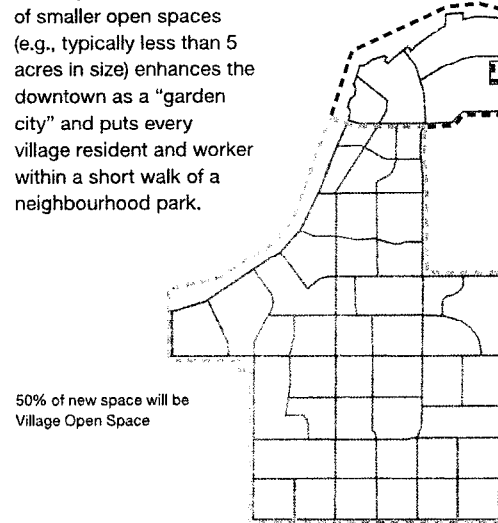 of smaller open spaces
(e.g., typically less than 5
acres in size) enhances the
downtown as a “garden
city” and puts every
village resident and worker
within a short walk of a
neighbourhood park.
50% of new space will be
Village Open Space